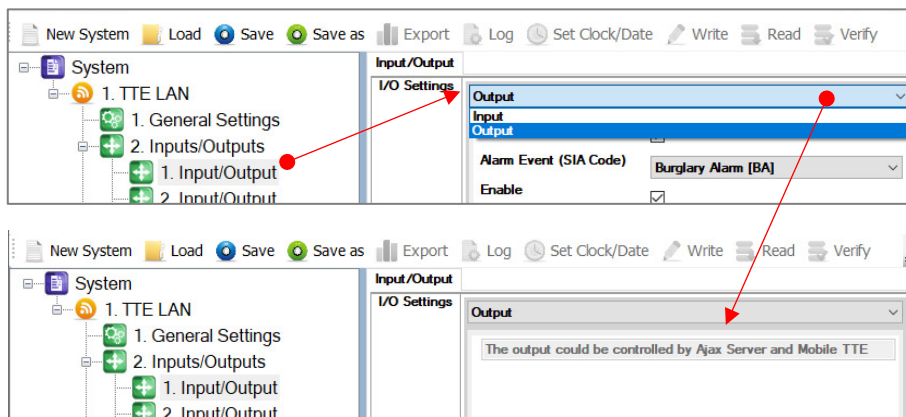 New System Load Save Save as Export Log Set Clock/Date Write Read Verify
System
1. TTE LAN
1. General Settings
2. Inputs/Outputs
1. Input/Output
2. Input/Output
Input/Output
I/O Settings
Output
Input
Output
Alarm Event (SIA Code)
Burglary Alarm [BA]
Enable
New System Load Save Save as Export Log Set Clock/Date Write Read Verify
System
1. TTE LAN
1. General Settings
2. Inputs/Outputs
1. Input/Output
2. Input/Output
Input/Output
I/O Settings
Output
The output could be controlled by Ajax Server and Mobile TTE